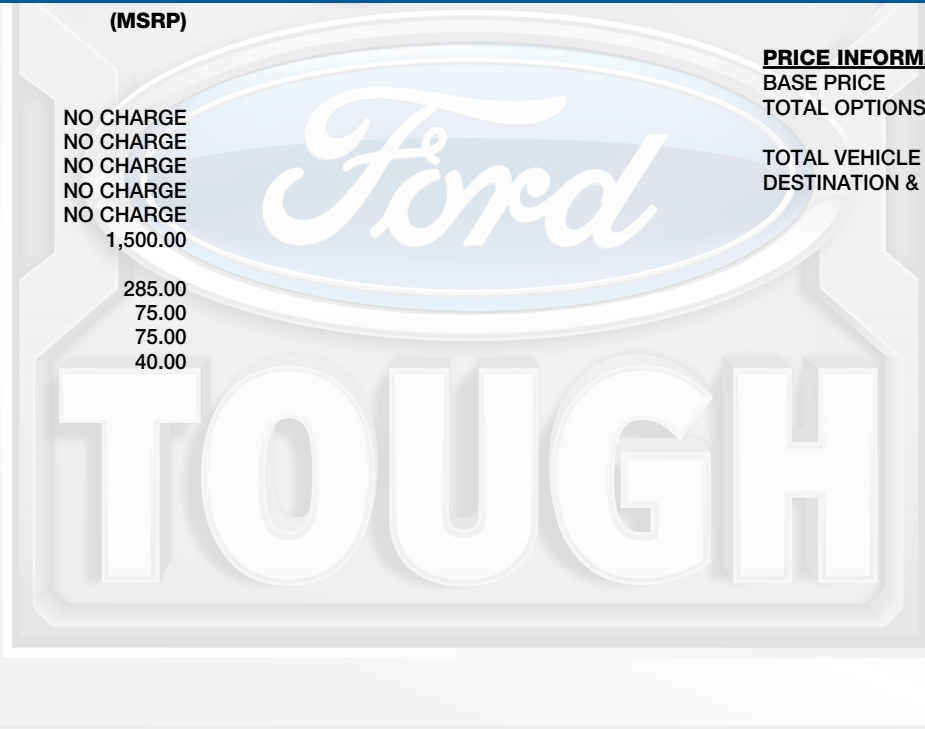 (MSRP)
NO CHARGE
NO CHARGE
NO CHARGE
NO CHARGE
NO CHARGE
1,500.00
285.00
75.00
75.00
40.00
PRICE INFORM
BASE PRICE
TOTAL OPTIONS
TOTAL VEHICLE
DESTINATION &
Ford
TOUGH